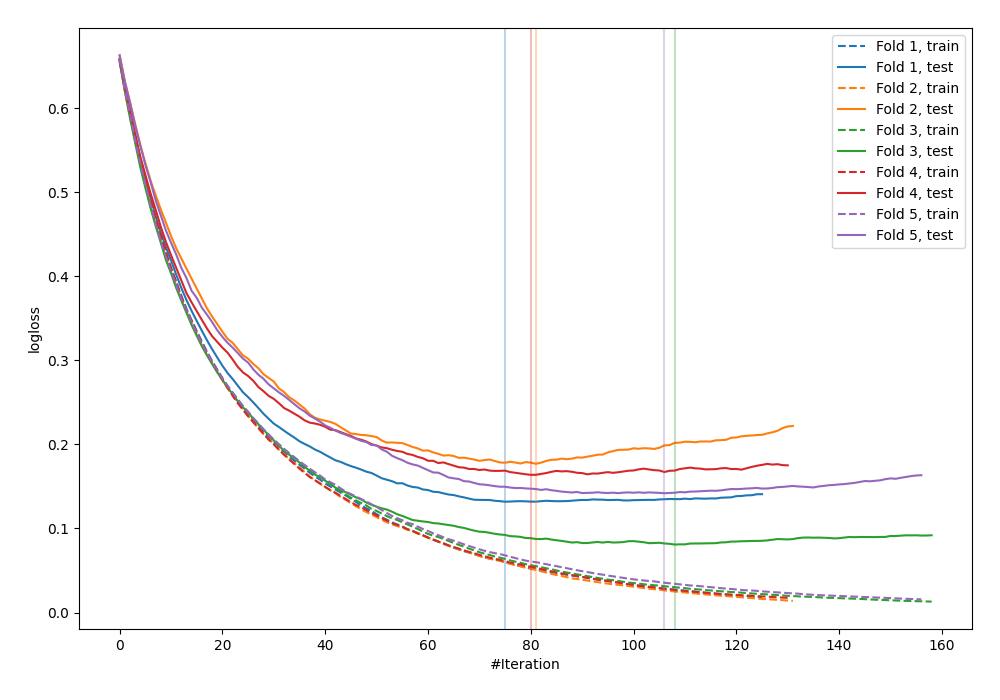 logloss
0.6
0.5
0.4
0.3
0.2
0.1
0.0
0 20 40 60 80 100 120 140 160
#Iteration
Fold 1, train
Fold 1, test
Fold 2, train
Fold 2, test
Fold 3, train
Fold 3, test
Fold 4, train
Fold 4, test
Fold 5, train
Fold 5, test